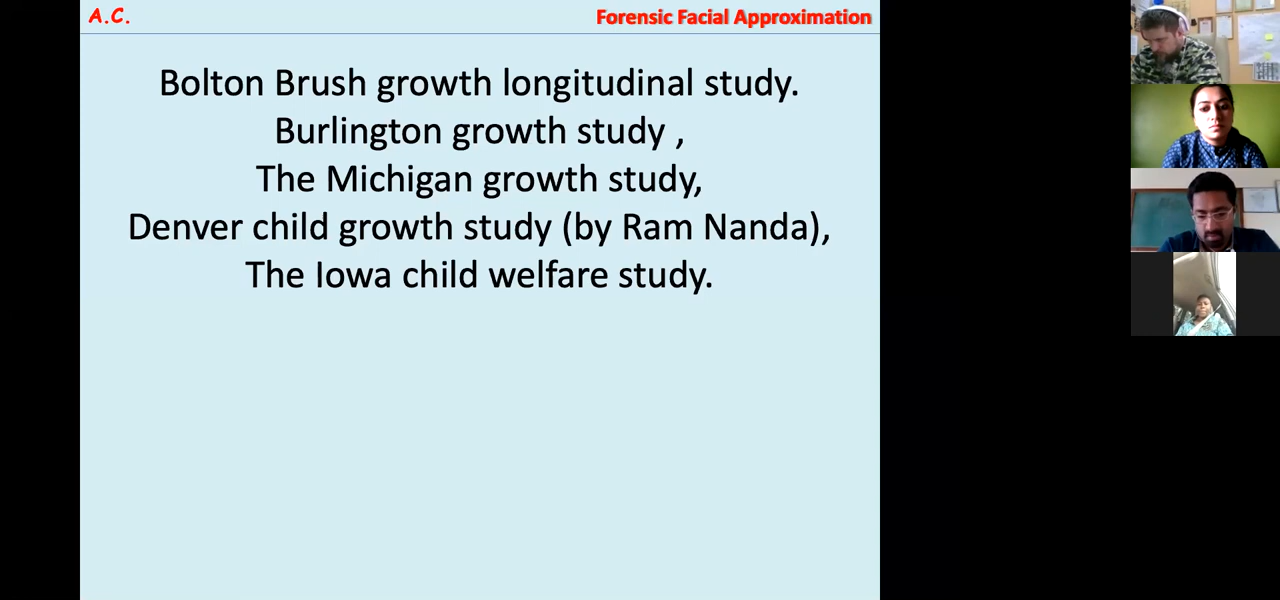 A.C.
Forensic Facial Approximation
Bolton Brush growth longitudinal study.
Burlington growth study ,
The Michigan growth study,
Denver child growth study (by Ram Nanda),
The Iowa child welfare study.